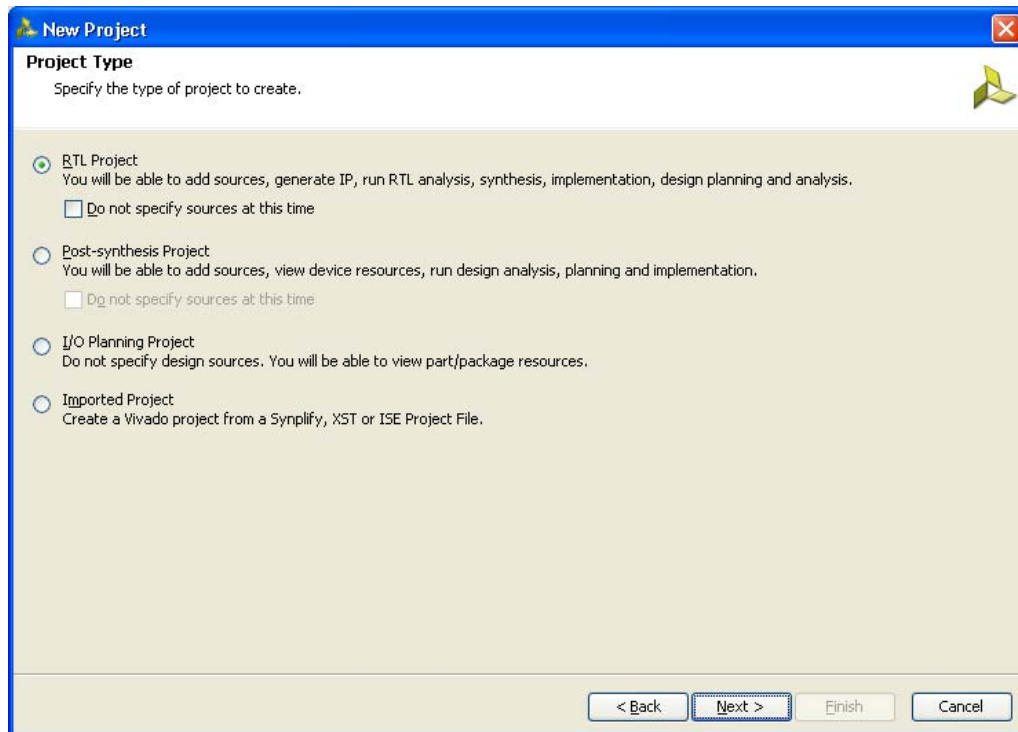 New Project
Project Type
Specify the type of project to create.
RTL Project
You will be able to add sources, generate IP, run RTL analysis, synthesis, implementation, design planning and analysis.
Do not specify sources at this time
Post-synthesis Project
You will be able to add sources, view device resources, run design analysis, planning and implementation.
Do not specify sources at this time
I/O Planning Project
Do not specify design sources. You will be able to view part/package resources.
Imported Project
Create a Vivado project from a Synplify, XST or ISE Project File.
< Back Next > Finish Cancel